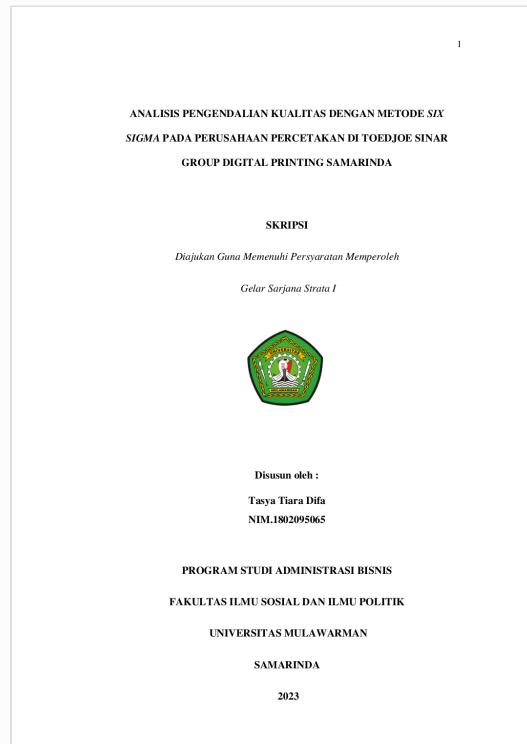 1
ANALISIS PENGENDALIAN KUALITAS DENGAN METODE SIX
SIGMA PADA PERUSAHAAN PERCETAKAN DI TOEDJOE SINAR
GROUP DIGITAL PRINTING SAMARINDA
SKRIPSI
Diajukan Guna Memenuhi Persyaratan Memperoleh
Gelar Sarjana Strata I
Disusun oleh :
Tasya Tiara Difa
NIM.1802095065
PROGRAM STUDI ADMINISTRASI BISNIS
FAKULTAS ILMU SOSIAL DAN ILMU POLITIK
UNIVERSITAS MULAWARMAN
SAMARINDA
2023